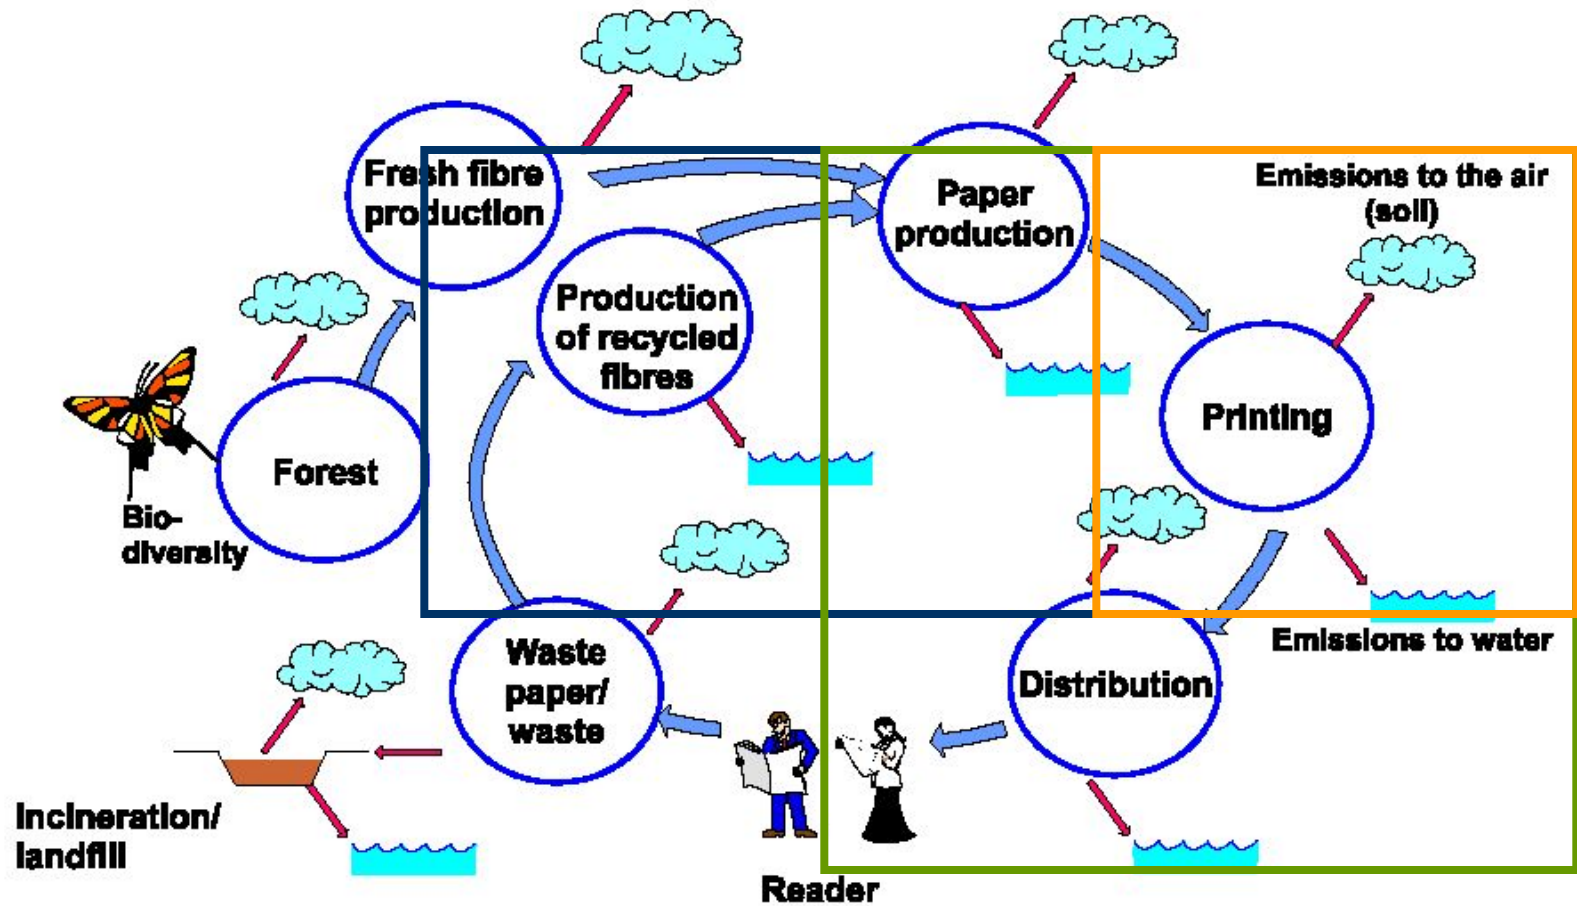 Fresh fibre
production
Paper
production
Emissions to the air
(soil)
Production
of recycled
fibres
Printing
Forest
Bio-
diversity
Waste
paper/
waste
Distribution
Emissions to water
Incineration/
landfill
Reader